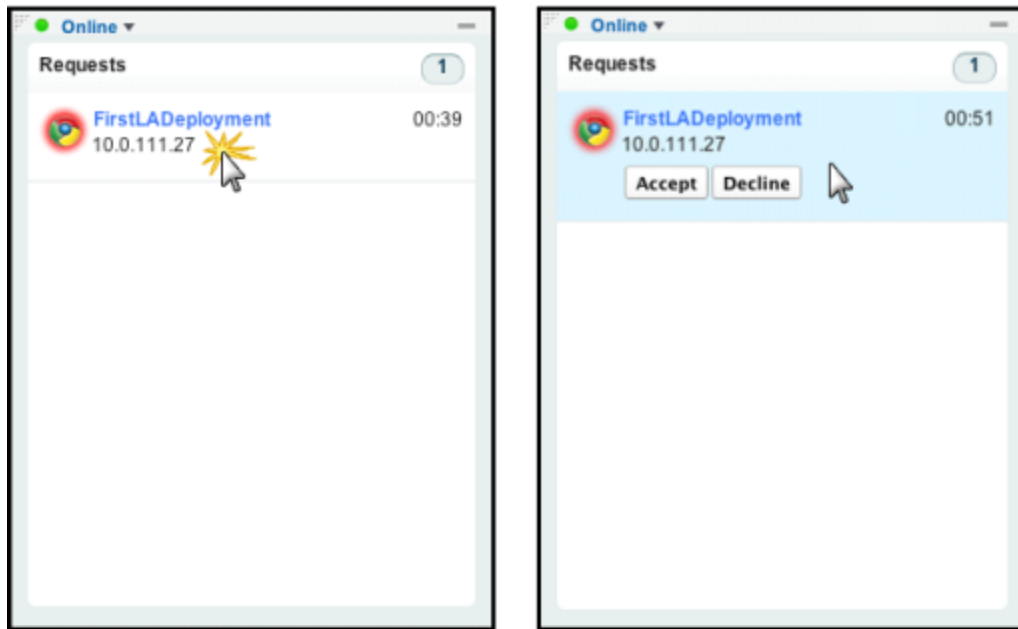 Online
Requests
1
FirstLADeployment
00:39
10.0.111.27
Online
Requests
1
FirstLADeployment
00:51
10.0.111.27
Accept
Decline